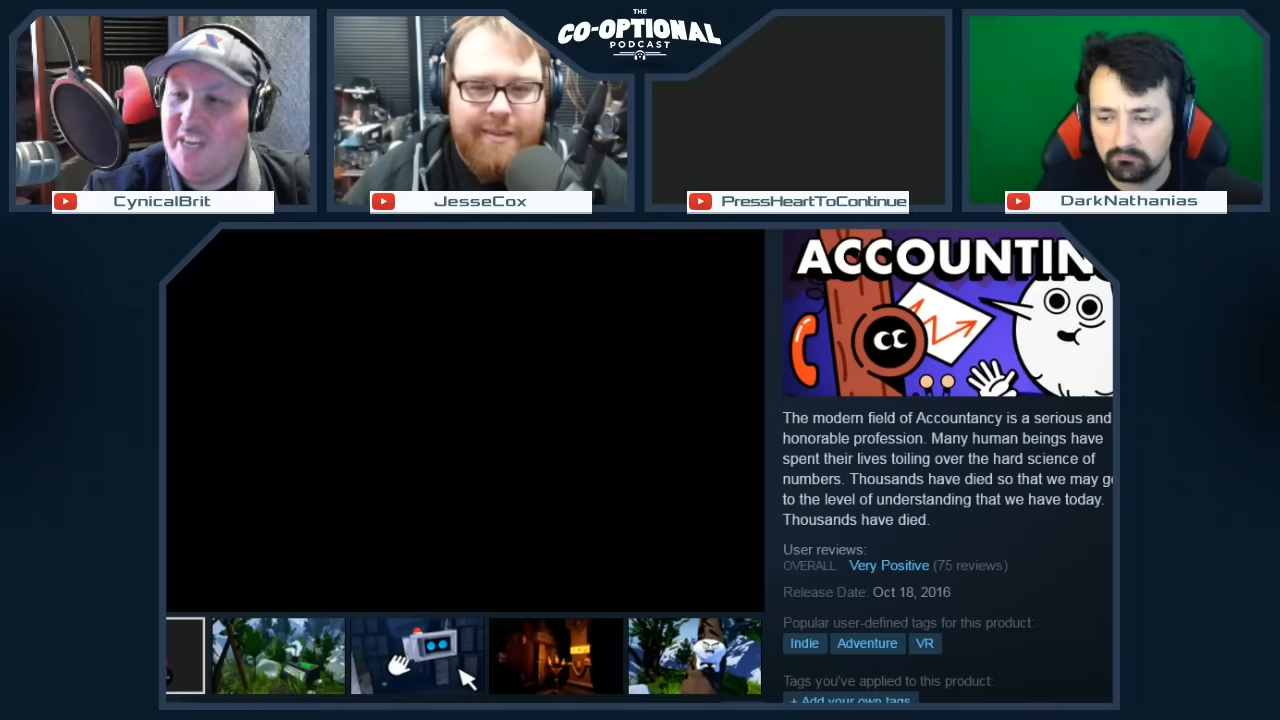 THE
CO-OPTIONAL
PODCAST
CynicalBrit
JesseCox
PressHeartToContinue
DarkNathanias
ACCOUNTIN
The modern field of Accountancy is a serious and
honorable profession. Many human beings have
spent their lives toiling over the hard science of
numbers. Thousands have died so that we may g
to the level of understanding that we have today.
Thousands have died.
User reviews:
OVERALL: Very Positive (75 reviews)
Release Date: Oct 18, 2016
Popular user-defined tags for this product:
Indie Adventure VR
Tags you've applied to this product:
+ Add your own tags